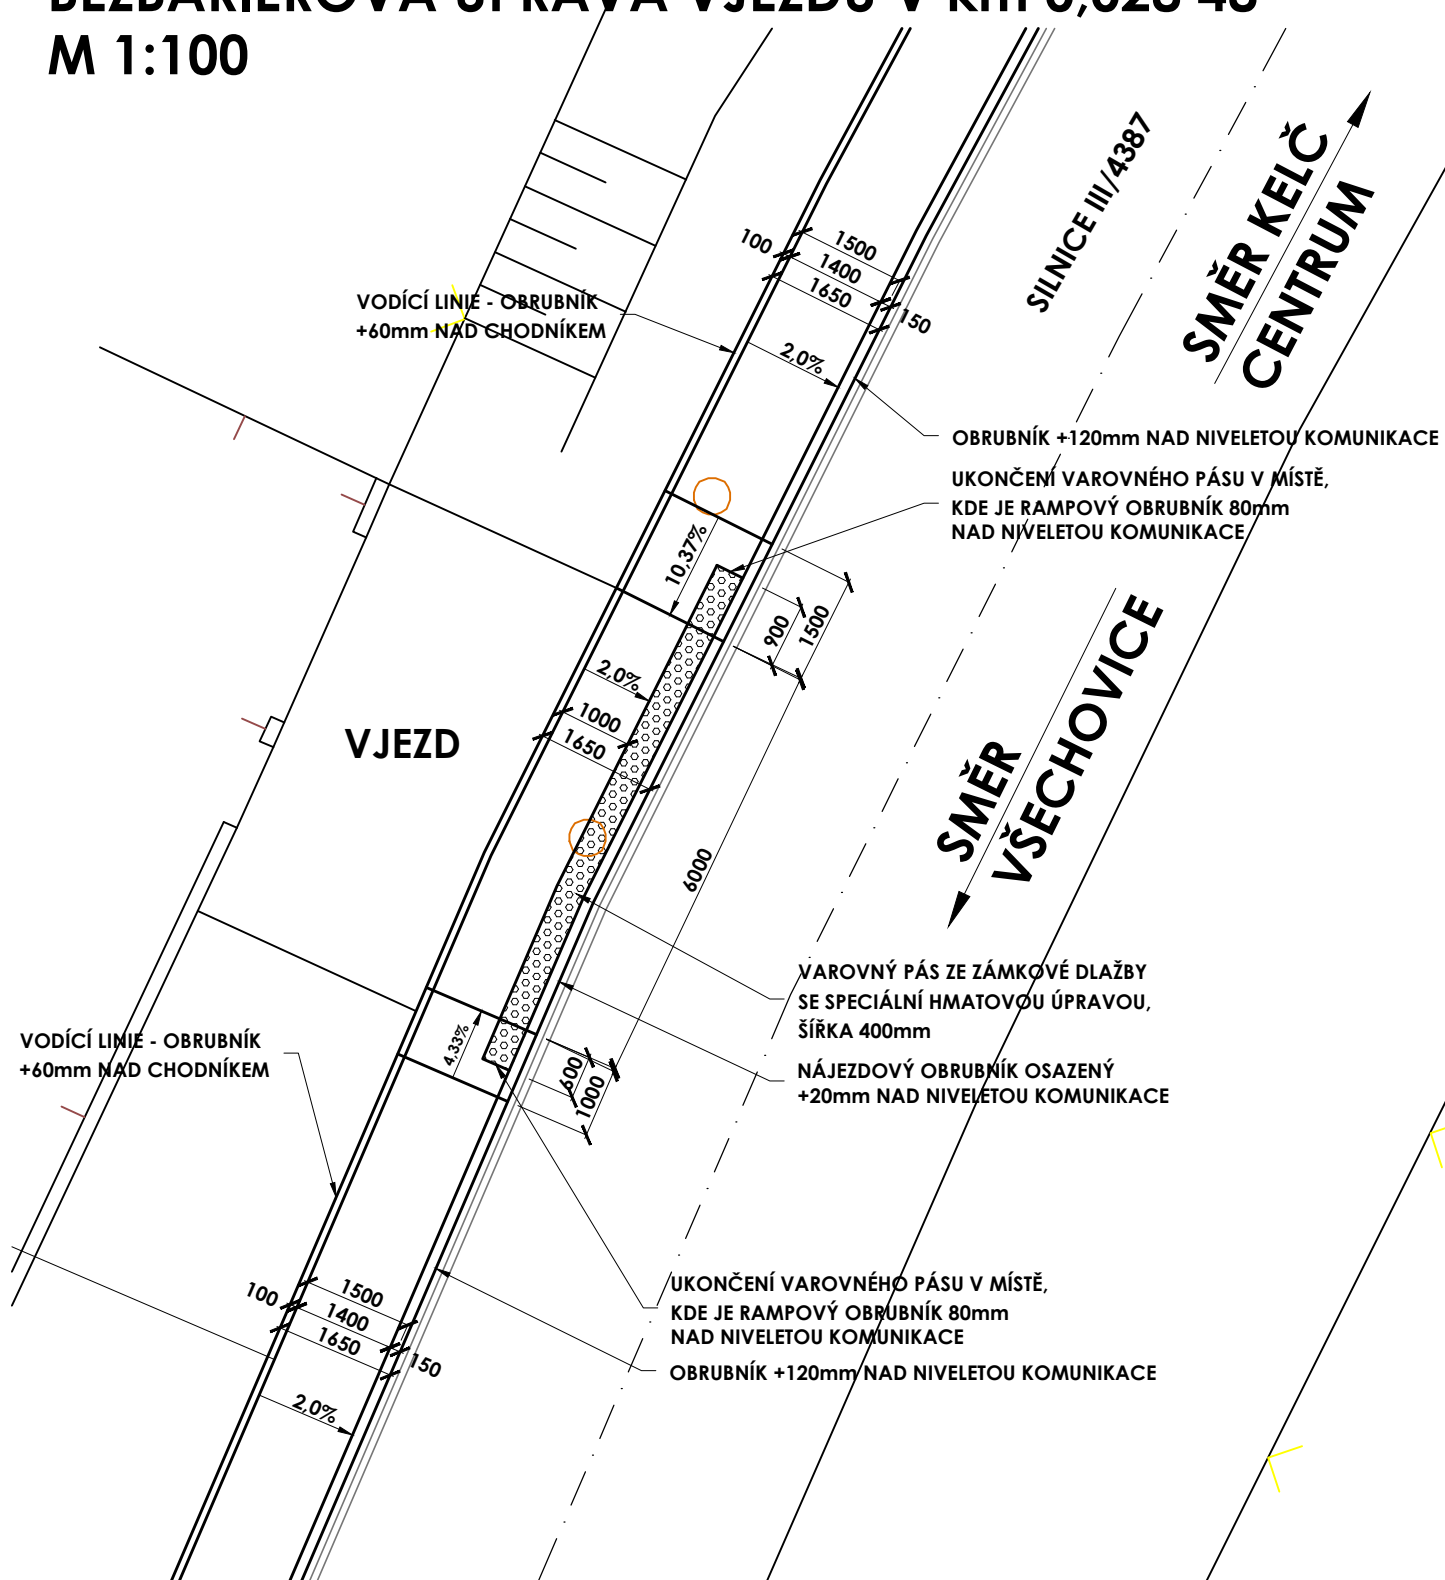 M 1:100
SILNICE III/4387
SMĚR KELČ
CENTRUM
100
1500
1400
1650
150
VODÍCÍ LINIE - OBRUBNÍK
+60mm NAD CHODNÍKEM
2,0%
OBRUBNÍK +120mm NAD NIVELETOU KOMUNIKACE
UKONČENÍ VAROVNÉHO PÁSU V MÍSTĚ,
KDE JE RAMPOVÝ OBRUBNÍK 80mm
NAD NIVELETOU KOMUNIKACE
10,37%
900
1500
2,0%
1000
1650
VJEZD
SMĚR
VŠECHOVICE
6000
VAROVNÝ PÁS ZE ZÁMKOVÉ DLAŽBY
SE SPECIÁLNÍ HMATOVOU ÚPRAVOU,
ŠÍŘKA 400mm
VODÍCÍ LINIE - OBRUBNÍK
+60mm NAD CHODNÍKEM
4,33%
600
1000
NÁJEZDOVÝ OBRUBNÍK OSAZENÝ
+20mm NAD NIVELETOU KOMUNIKACE
UKONČENÍ VAROVNÉHO PÁSU V MÍSTĚ,
KDE JE RAMPOVÝ OBRUBNÍK 80mm
NAD NIVELETOU KOMUNIKACE
100
1500
1400
1650
150
OBRUBNÍK +120mm NAD NIVELETOU KOMUNIKACE
2,0%